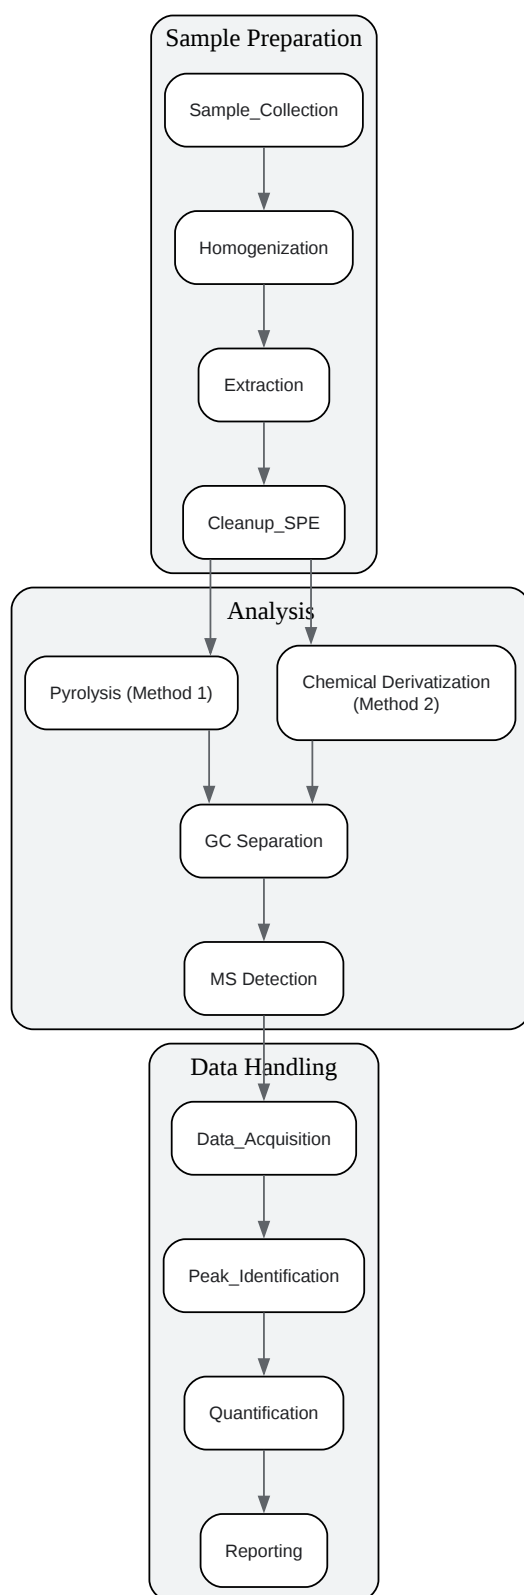 Sample Preparation
Sample_Collection
Homogenization
Extraction
Cleanup_SPE
Analysis
Pyrolysis (Method 1)
Chemical Derivatization
(Method 2)
GC Separation
MS Detection
Data Handling
Data_Acquisition
Peak_Identification
Quantification
Reporting